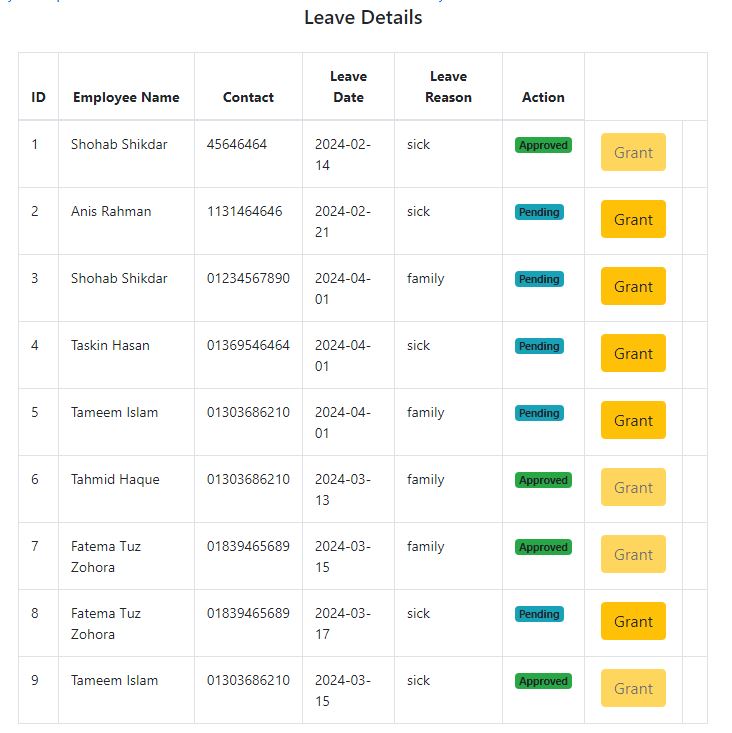 Leave Details
ID Employee Name Contact Leave Date Leave Reason Action
1 Shohab Shikdar 45646464 2024-02-14 sick Approved Grant
2 Anis Rahman 1131464646 2024-02-21 sick Pending Grant
3 Shohab Shikdar 01234567890 2024-04-01 family Pending Grant
4 Taskin Hasan 01369546464 2024-04-01 sick Pending Grant
5 Tameem Islam 01303686210 2024-04-01 family Pending Grant
6 Tahmid Haque 01303686210 2024-03-13 family Approved Grant
7 Fatema Tuz Zohora 01839465689 2024-03-15 family Approved Grant
8 Fatema Tuz Zohora 01839465689 2024-03-17 sick Pending Grant
9 Tameem Islam 01303686210 2024-03-15 sick Approved Grant